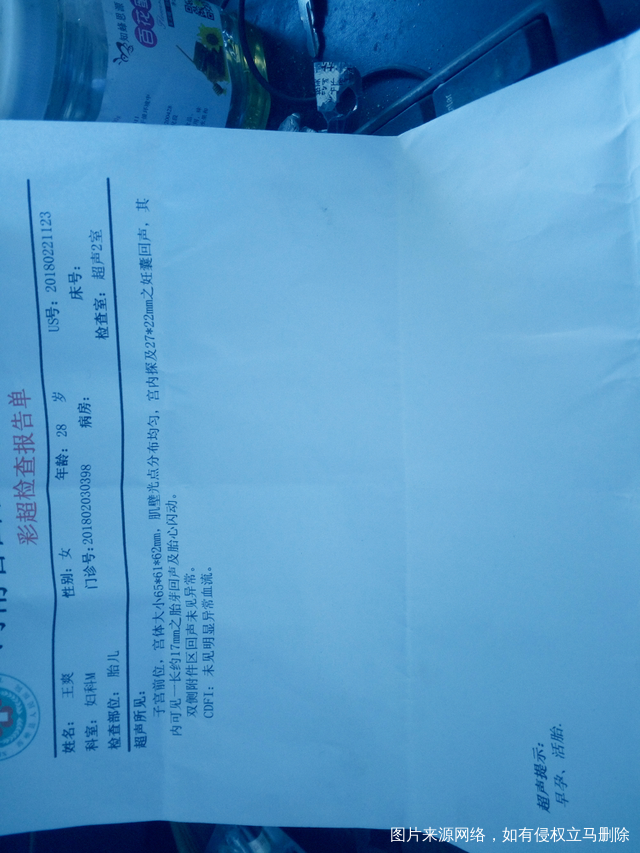 彩超检查报告单
US号：20180221123
姓名： 王爽 性别：女 年龄：28 岁 床号：
科室：妇科M 门诊号：201802030398 病房： 检查室：超声2室
检查部位：胎儿
超声所见：
子宫前位，宫体大小65*61*62mm，肌壁光点分布均匀，宫内探及27*22mm之妊囊回声，其
内可见一长约17mm之胎芽回声及胎心闪动。
双侧附件区回声未见异常。
CDFI：未见明显异常血流。
超声提示：
早孕、活胎.
图片来源网络，如有侵权立马删除